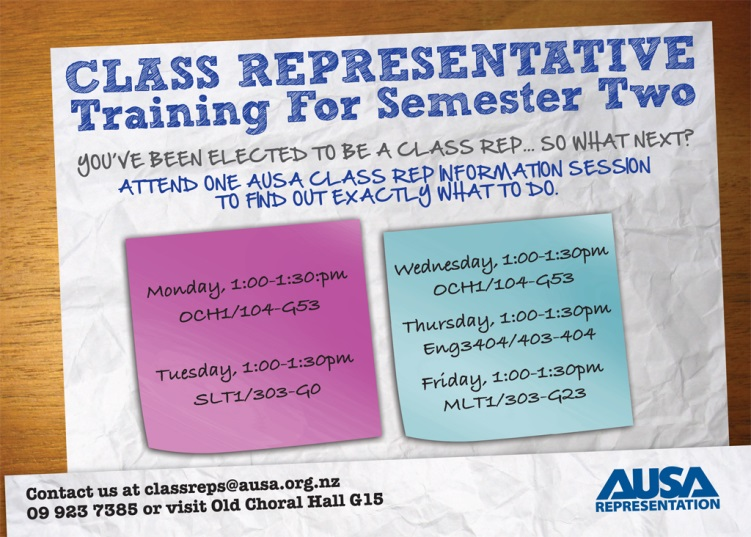 CLASS REPRESENTATIVE
Training For Semester Two
YOU'VE BEEN ELECTED TO BE A CLASS REP... SO WHAT NEXT?
ATTEND ONE AUSA CLASS REP INFORMATION SESSION
TO FIND OUT EXACTLY WHAT TO DO.
Monday, 1:00-1:30:pm
OCH1/104-G53
Tuesday, 1:00-1:30pm
SLT1/303-G0
Wednesday, 1:00-1:30pm
OCH1/104-G53
Thursday, 1:00-1:30pm
Eng3404/403-404
Friday, 1:00-1:30pm
MLT1/303-G23
Contact us at classreps@ausa.org.nz
09 923 7385 or visit Old Choral Hall G15
AUSA
REPRESENTATION